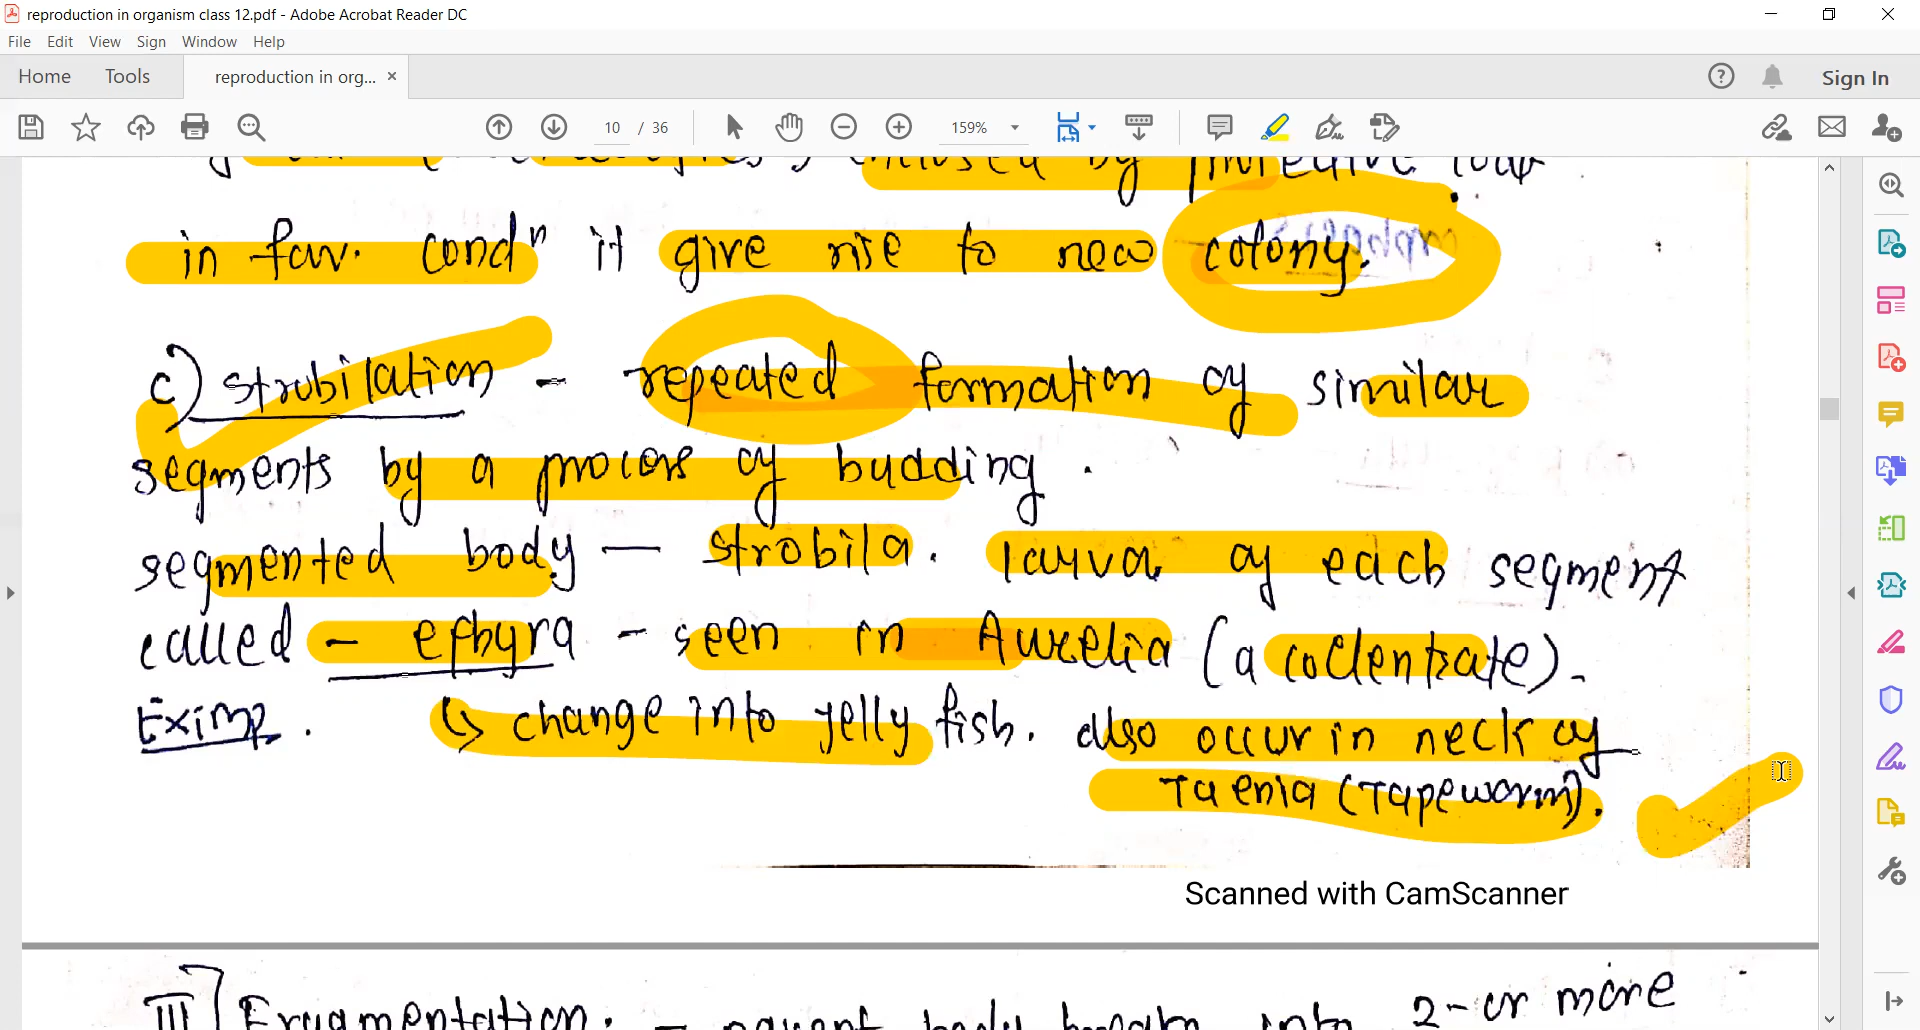 reproduction in organism class 12.pdf - Adobe Acrobat Reader DC
File Edit View Sign Window Help
Home Tools reproduction in org... × Sign In
10 / 36 159%
enclosed by
in fav. condⁿ it give rise to new colony.
c) strobilation - repeated formation of similar
segments by a process of budding .
segmented body — strobila. larva of each segment
called - ephyra - seen in Aurelia (a coelentrate).
Eximp. ↳ change into jelly fish. also occur in neck of
Taenia (Tapeworm).
Scanned with CamScanner
III] Fragmentation. - parent body break into 2-or more